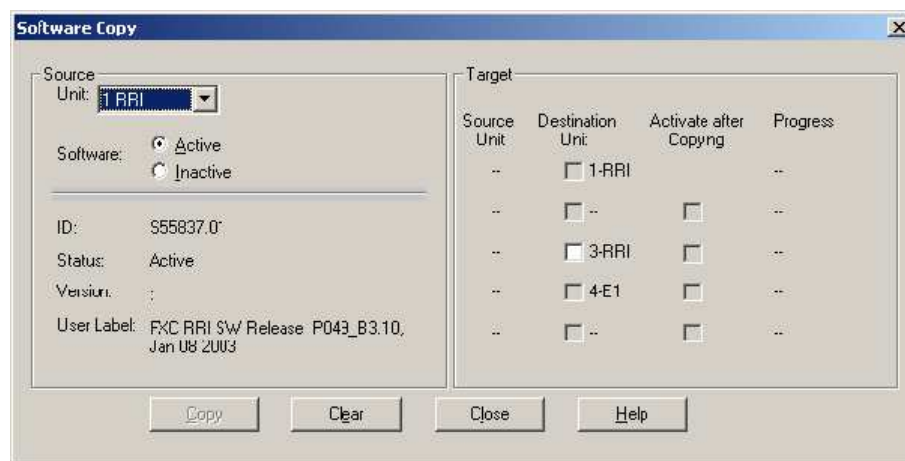 Software Copy
Source
Unit: 1 RRI
Software: Active
Inactive
ID: S55837.01
Status: Active
Version: :
User Label: FXC RRI SW Release P043_B3.10,
Jan 08 2003
Target
Source Unit Destination Unit Activate after Copyng Progress
-- 1-RRI --
-- -- --
-- 3-RRI --
-- 4-E1 --
-- -- --
Copy Clear Close Help